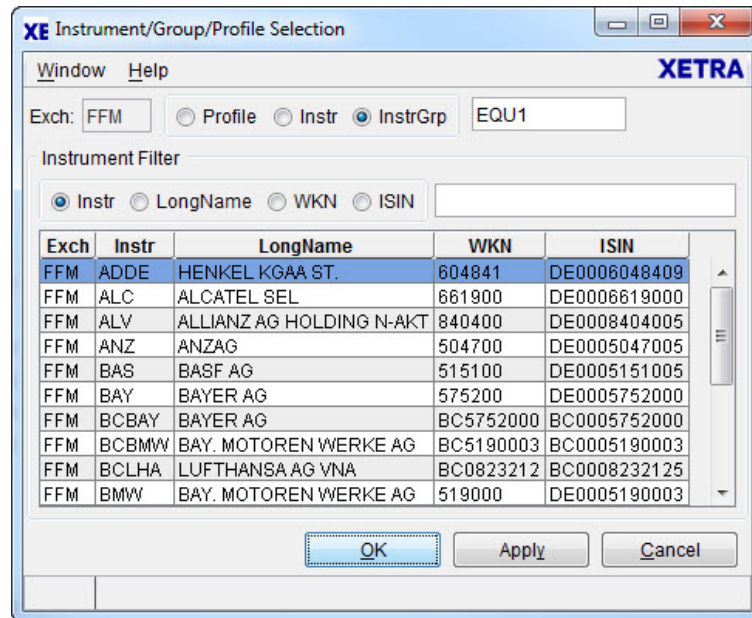 XE Instrument/Group/Profile Selection
Window Help XETRA
Exch: FFM Profile Instr InstrGrp EQU1
Instrument Filter
Instr LongName WKN ISIN
Exch Instr LongName WKN ISIN
FFM ADDE HENKEL KGAA ST. 604841 DE0006048409
FFM ALC ALCATEL SEL 661900 DE0006619000
FFM ALV ALLIANZ AG HOLDING N-AKT 840400 DE0008404005
FFM ANZ ANZAG 504700 DE0005047005
FFM BAS BASF AG 515100 DE0005151005
FFM BAY BAYER AG 575200 DE0005752000
FFM BCBAY BAYER AG BC5752000 BC0005752000
FFM BCBMW BAY. MOTOREN WERKE AG BC5190003 BC0005190003
FFM BCLHA LUFTHANSA AG VNA BC0823212 BC0008232125
FFM BMW BAY. MOTOREN WERKE AG 519000 DE0005190003
OK Apply Cancel